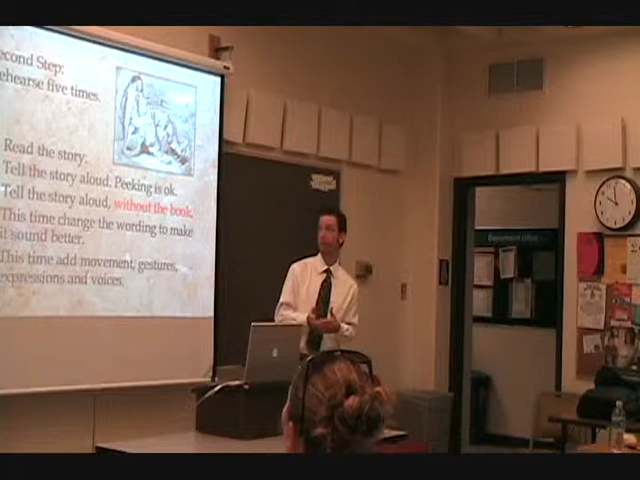 econd Step:
ehearse five times.
Read the story.
Tell the story aloud. Peeking is ok.
Tell the story aloud, without the book.
This time change the wording to make
it sound better.
This time add movement, gestures,
expressions and voices.
Department Office